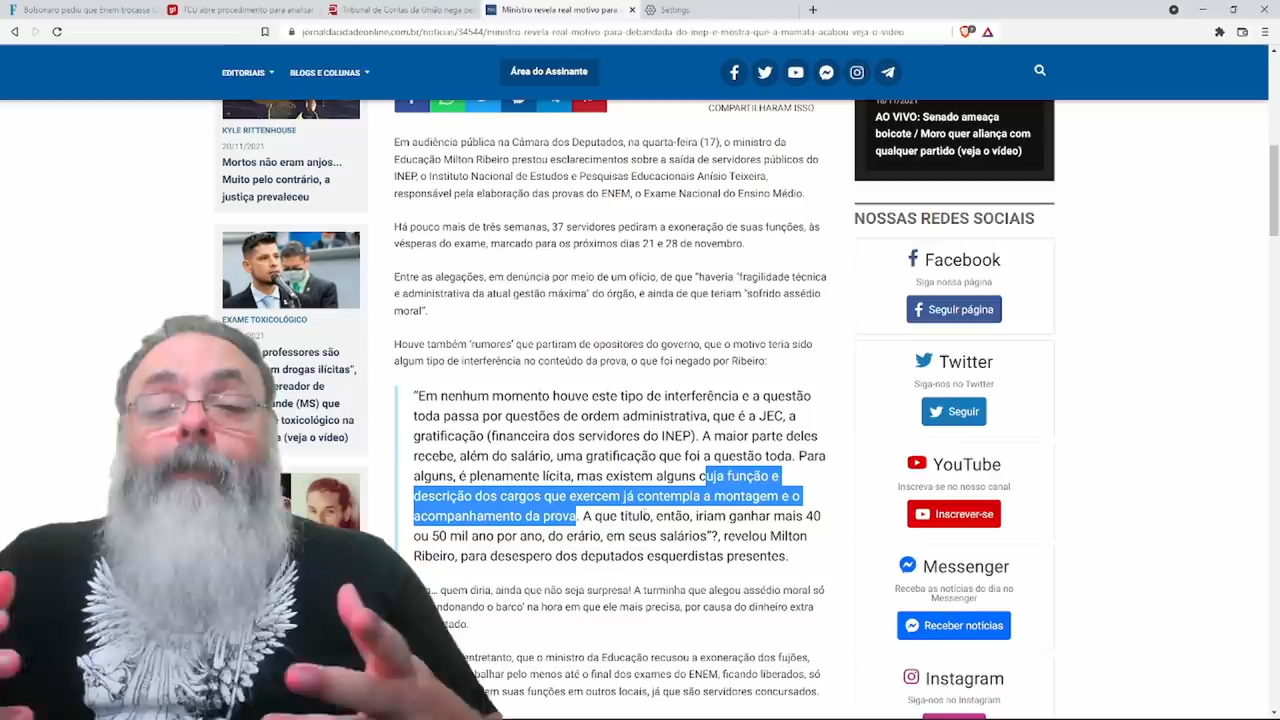 Bolsonaro pediu que Enem trocasse
TCU abre procedimento para analisar
Tribunal de Contas da União nega pe
Ministro revela real motivo para
Settings
jornaldacidadeonline.com.br/noticias/34544/ministro-revela-real-motivo-para-debandada-do-inep-e-mostra-que-a-mamata-acabou-veja-o-video
EDITORIAIS
BLOGS E COLUNAS
Área do Assinante
KYLE RITTENHOUSE
20/11/2021
Mortos não eram anjos...
Muito pelo contrário, a
justiça prevaleceu
EXAME TOXICOLÓGICO
2021
professores são
m drogas ilícitas",
ereador de
nde (MS) que
toxicológico na
(veja o vídeo)
COMPARTILHARAM ISSO
Em audiência pública na Câmara dos Deputados, na quarta-feira (17), o ministro da
Educação Milton Ribeiro prestou esclarecimentos sobre a saída de servidores públicos do
INEP, o Instituto Nacional de Estudos e Pesquisas Educacionais Anísio Teixeira,
responsável pela elaboração das provas do ENEM, o Exame Nacional do Ensino Médio.
Há pouco mais de três semanas, 37 servidores pediram a exoneração de suas funções, às
vésperas do exame, marcado para os próximos dias 21 e 28 de novembro.
Entre as alegações, em denúncia por meio de um ofício, de que "haveria "fragilidade técnica
e administrativa da atual gestão máxima" do órgão, e ainda de que teriam "sofrido assédio
moral".
Houve também 'rumores' que partiram de opositores do governo, que o motivo teria sido
algum tipo de interferência no conteúdo da prova, o que foi negado por Ribeiro:
"Em nenhum momento houve este tipo de interferência e a questão
toda passa por questões de ordem administrativa, que é a JEC, a
gratificação (financeira dos servidores do INEP). A maior parte deles
recebe, além do salário, uma gratificação que foi a questão toda. Para
alguns, é plenamente lícita, mas existem alguns cuja função e
descrição dos cargos que exercem já contempla a montagem e o
acompanhamento da prova. A que título, então, iriam ganhar mais 40
ou 50 mil ano por ano, do erário, em seus salários"?, revelou Milton
Ribeiro, para desespero dos deputados esquerdistas presentes.
... quem diria, ainda que não seja surpresa! A turminha que alegou assédio moral só
ndonando o barco' na hora em que ele mais precisa, por causa do dinheiro extra
tado.
entretanto, que o ministro da Educação recusou a exoneração dos fujões,
balhar pelo menos até o final dos exames do ENEM, ficando liberados, só
em suas funções em outros locais, já que são servidores concursados.
18/11/2021
AO VIVO: Senado ameaça
boicote / Moro quer aliança com
qualquer partido (veja o vídeo)
NOSSAS REDES SOCIAIS
Facebook
Siga nossa página
Seguir página
Twitter
Siga-nos no Twitter
Seguir
YouTube
Inscreva-se no nosso canal
Inscrever-se
Messenger
Receba as notícias do dia no
Messenger
Receber notícias
Instagram
Siga-nos no Instagram